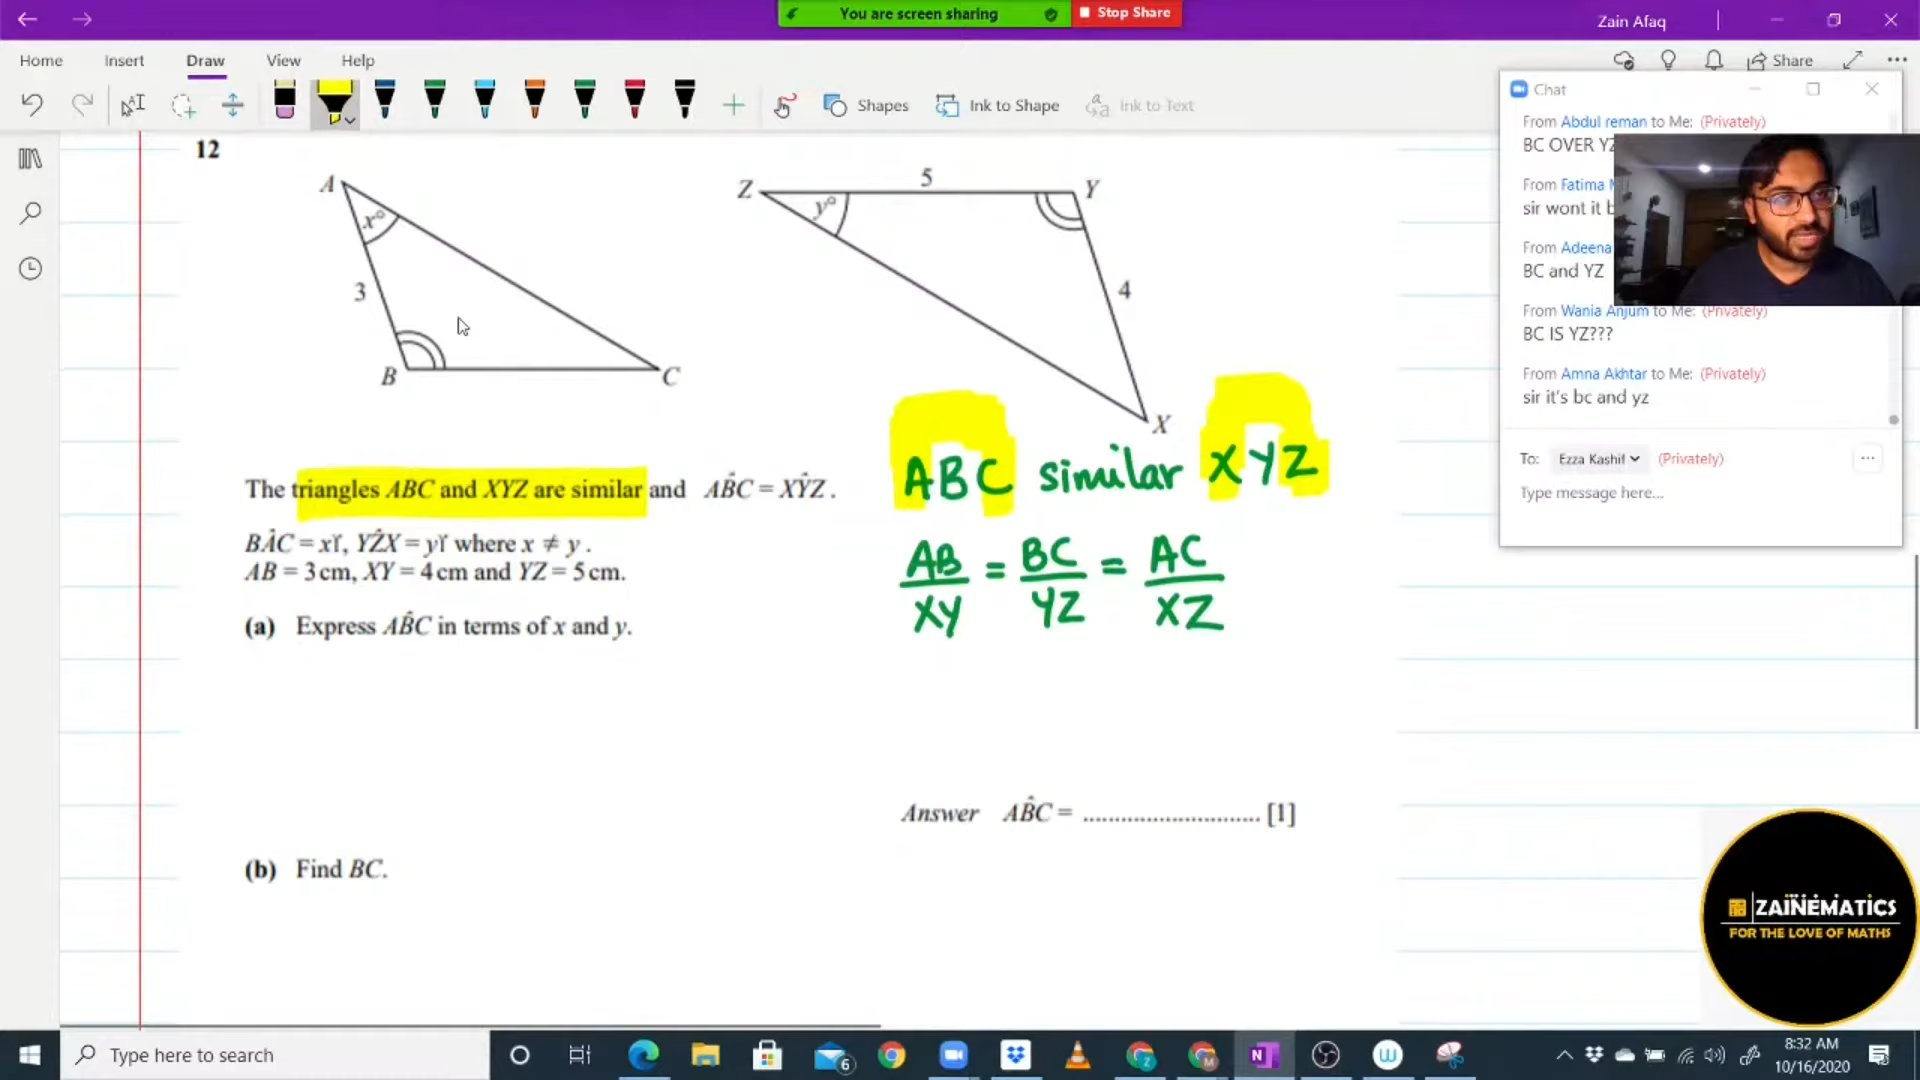 You are screen sharing
Stop Share
Zain Afaq
Home Insert Draw View Help
Share
Shapes
Ink to Shape
Ink to Text
12
A
x°
3
B
C
Z
y°
5
Y
4
X
The triangles ABC and XYZ are similar and AB̂C = XŶZ .
BÂC = xĭ, YẐX = yĭ where x ≠ y .
AB = 3 cm, XY = 4 cm and YZ = 5 cm.
(a) Express AB̂C in terms of x and y.
ABC similar XYZ
AB/XY = BC/YZ = AC/XZ
Answer AB̂C = ............................ [1]
(b) Find BC.
Chat
From Abdul reman to Me: (Privately)
BC OVER YZ
From Fatima
sir wont it b
From Adeena
BC and YZ
From Wania Anjum to Me: (Privately)
BC IS YZ???
From Amna Akhtar to Me: (Privately)
sir it's bc and yz
To: Ezza Kashif (Privately)
Type message here...
ZAINEMATICS
FOR THE LOVE OF MATHS
Type here to search
6
8:32 AM
10/16/2020